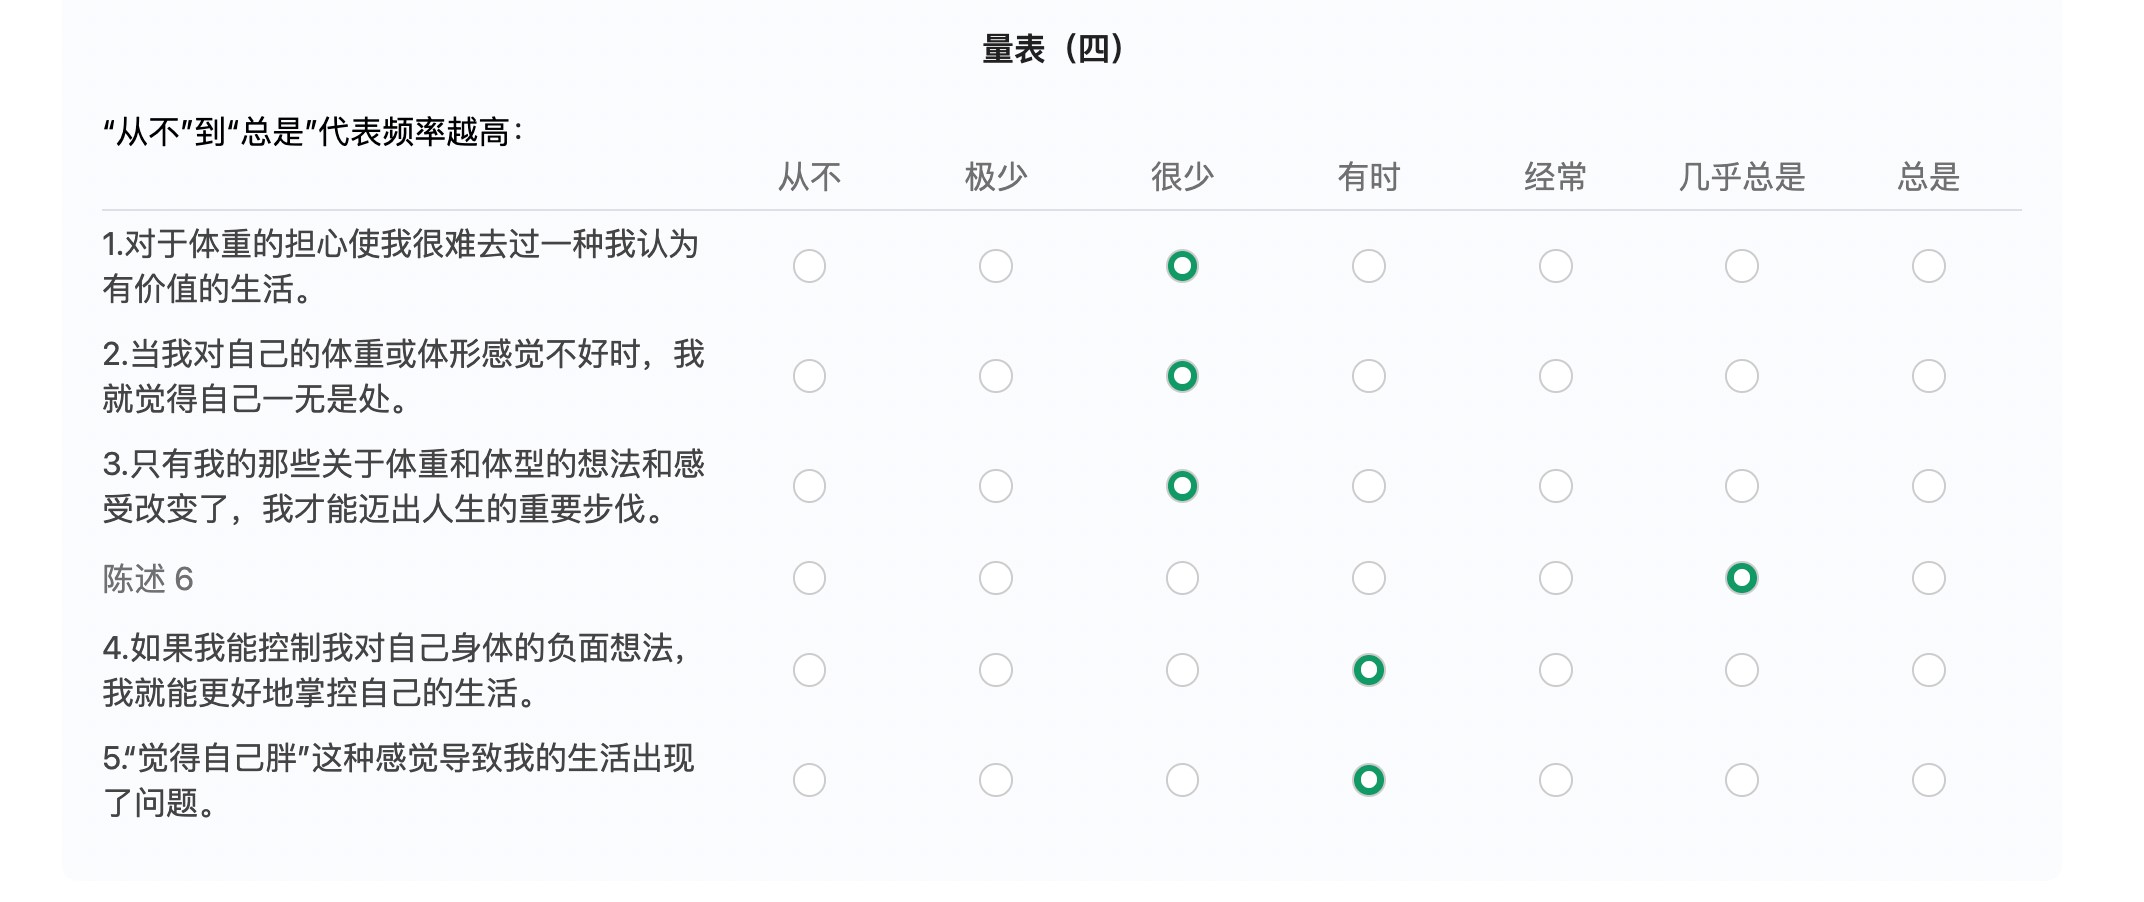 量表（四）
“从不”到“总是”代表频率越高：
从不 极少 很少 有时 经常 几乎总是 总是
1.对于体重的担心使我很难去过一种我认为
有价值的生活。
2.当我对自己的体重或体形感觉不好时，我
就觉得自己一无是处。
3.只有我的那些关于体重和体型的想法和感
受改变了，我才能迈出人生的重要步伐。
陈述 6
4.如果我能控制我对自己身体的负面想法，
我就能更好地掌控自己的生活。
5.“觉得自己胖”这种感觉导致我的生活出现
了问题。